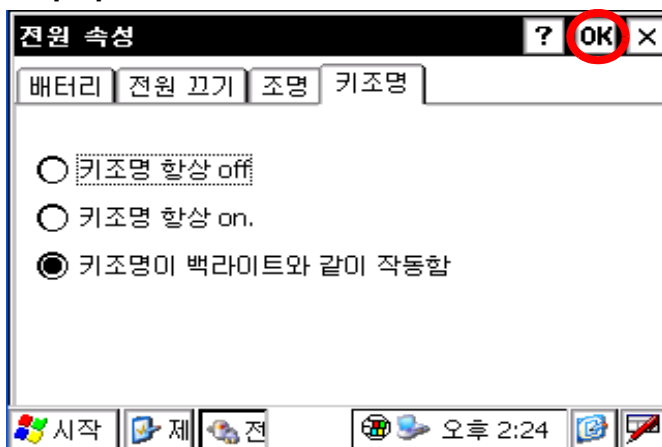 전원 속성 ? OK ×
배터리 전원 끄기 조명 키조명
키조명 항상 off
키조명 항상 on.
키조명이 백라이트와 같이 작동함
시작 제 전 오후 2:24